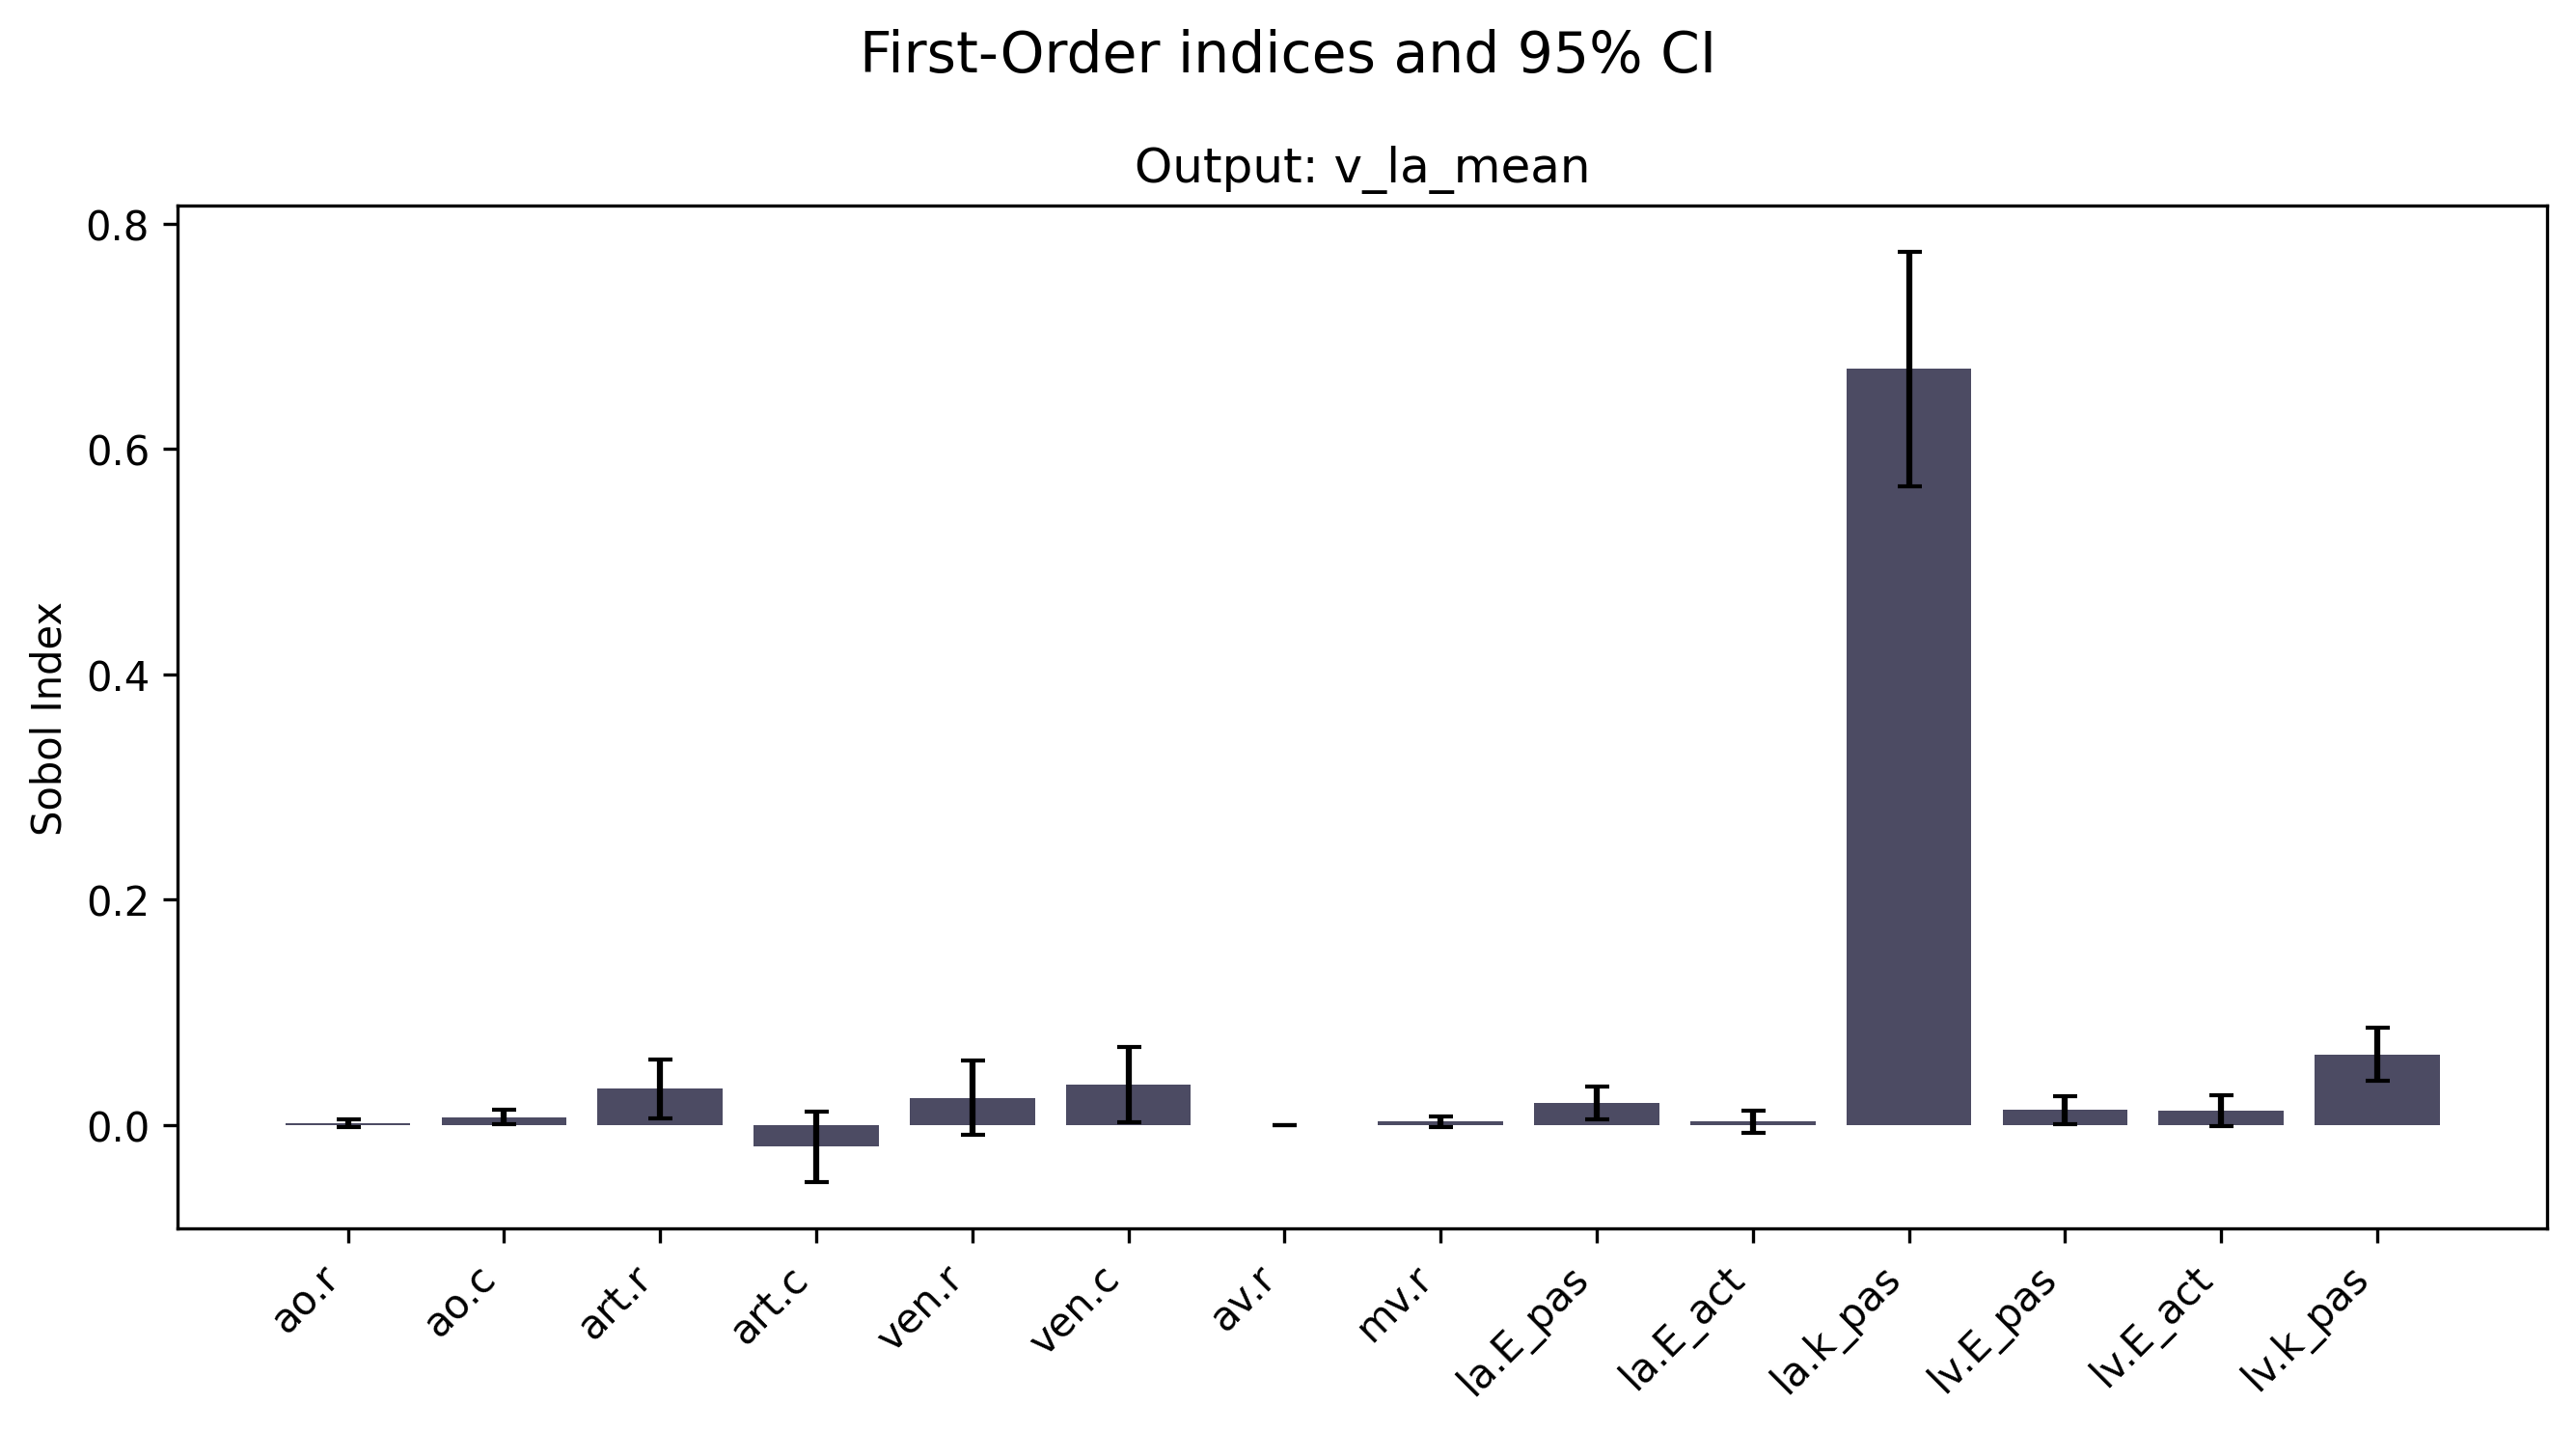 First-Order indices and 95% CI
Output: v_la_mean
Sobol Index
0.8
0.6
0.4
0.2
0.0
ao.r
ao.c
art.r
art.c
ven.r
ven.c
av.r
mv.r
la.E_pas
la.E_act
la.k_pas
lv.E_pas
lv.E_act
lv.k_pas